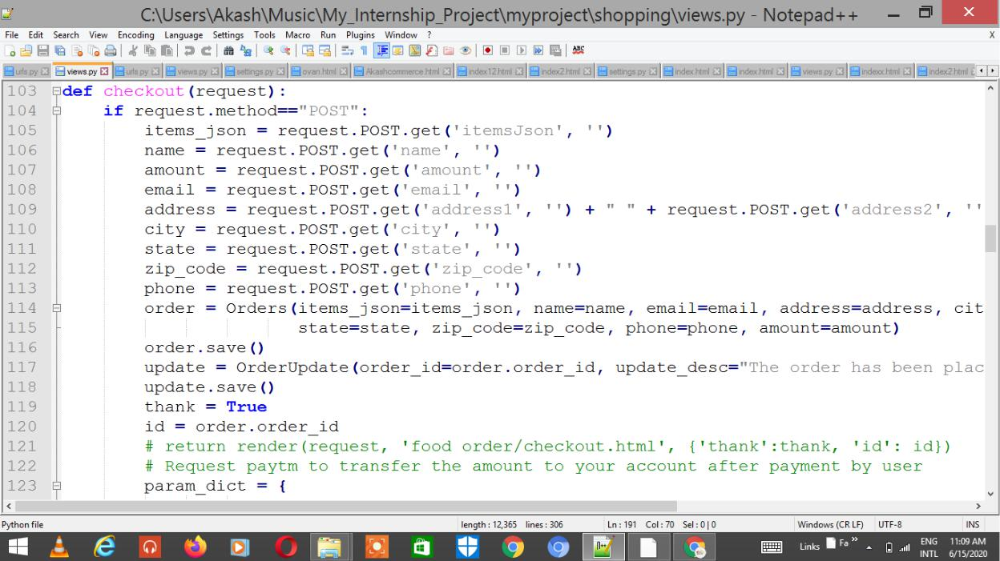 C:\Users\Akash\Music\My_Internship_Project\myproject\shopping\views.py - Notepad++
File Edit Search View Encoding Language Settings Tools Macro Run Plugins Window ? X
urls.py views.py urls.py views.py settings.py ovan.html Akashcommerce.html index12.html index2.html settings.py index.html index.html views.py indexx.html index2.html
103 def checkout(request):
104 if request.method=="POST":
105 items_json = request.POST.get('itemsJson', '')
106 name = request.POST.get('name', '')
107 amount = request.POST.get('amount', '')
108 email = request.POST.get('email', '')
109 address = request.POST.get('address1', '') + " " + request.POST.get('address2', ''
110 city = request.POST.get('city', '')
111 state = request.POST.get('state', '')
112 zip_code = request.POST.get('zip_code', '')
113 phone = request.POST.get('phone', '')
114 order = Orders(items_json=items_json, name=name, email=email, address=address, cit
115 state=state, zip_code=zip_code, phone=phone, amount=amount)
116 order.save()
117 update = OrderUpdate(order_id=order.order_id, update_desc="The order has been plac
118 update.save()
119 thank = True
120 id = order.order_id
121 # return render(request, 'food order/checkout.html', {'thank':thank, 'id': id})
122 # Request paytm to transfer the amount to your account after payment by user
123 param_dict = {
Python file length : 12,365 lines : 306 Ln : 191 Col : 70 Sel : 0 | 0 Windows (CR LF) UTF-8 INS
Links Fa » ENG 11:09 AM
INTL 6/15/2020